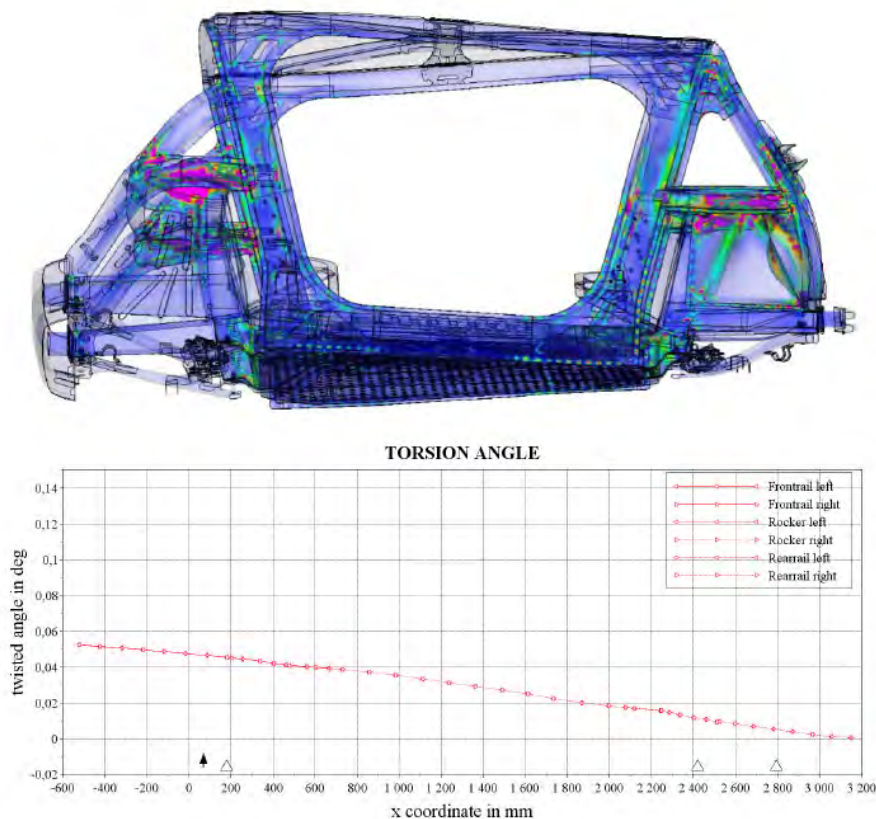 TORSION ANGLE
twisted angle in deg
0,14
0,12
0,1
0,08
0,06
0,04
0,02
0
-0,02
Frontrail left
Frontrail right
Rocker left
Rocker right
Rearrail left
Rearrail right
-600 -400 -200 0 200 400 600 800 1 000 1 200 1 400 1 600 1 800 2 000 2 200 2 400 2 600 2 800 3 000 3 200
x coordinate in mm